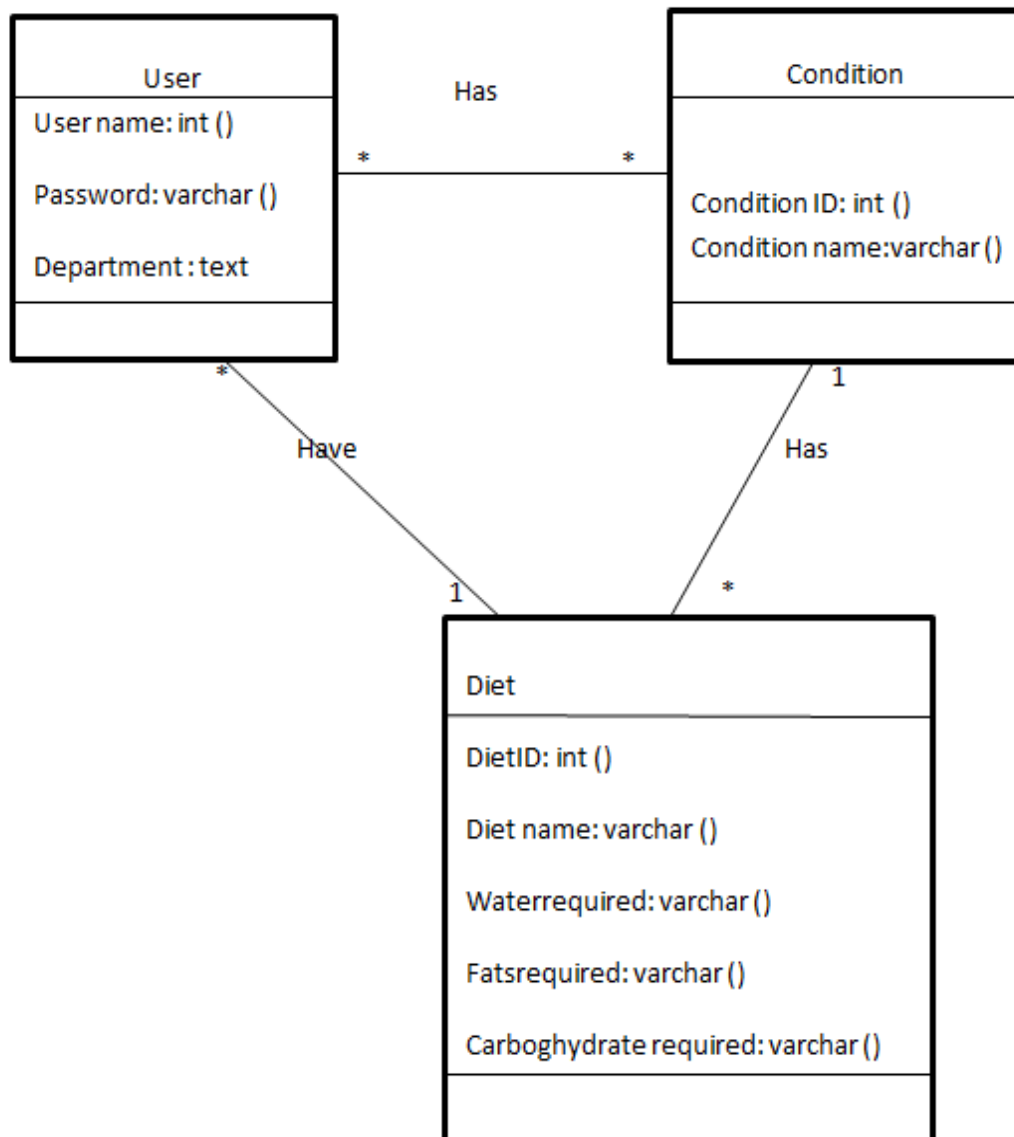 User
User name: int ()
Password: varchar ()
Department : text
Has
*
*
Condition
Condition ID: int ()
Condition name:varchar ()
*
Have
1
1
Has
*
Diet
DietID: int ()
Diet name: varchar ()
Waterrequired: varchar ()
Fatsrequired: varchar ()
Carboghydrate required: varchar ()